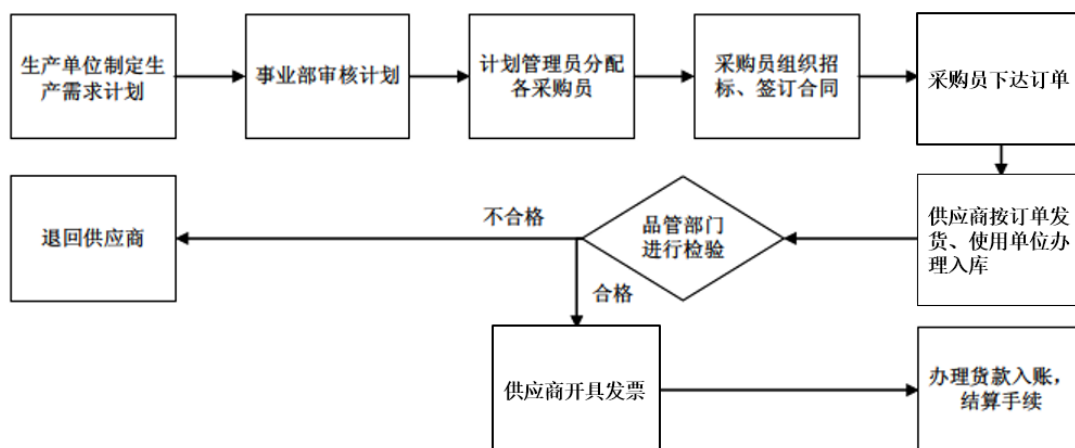 生产单位制定生
产需求计划
事业部审核计划
计划管理员分配
各采购员
采购员组织招
标、签订合同
采购员下达订单
退回供应商
不合格
品管部门
进行检验
供应商按订单发
货、使用单位办
理入库
合格
供应商开具发票
办理货款入账，
结算手续